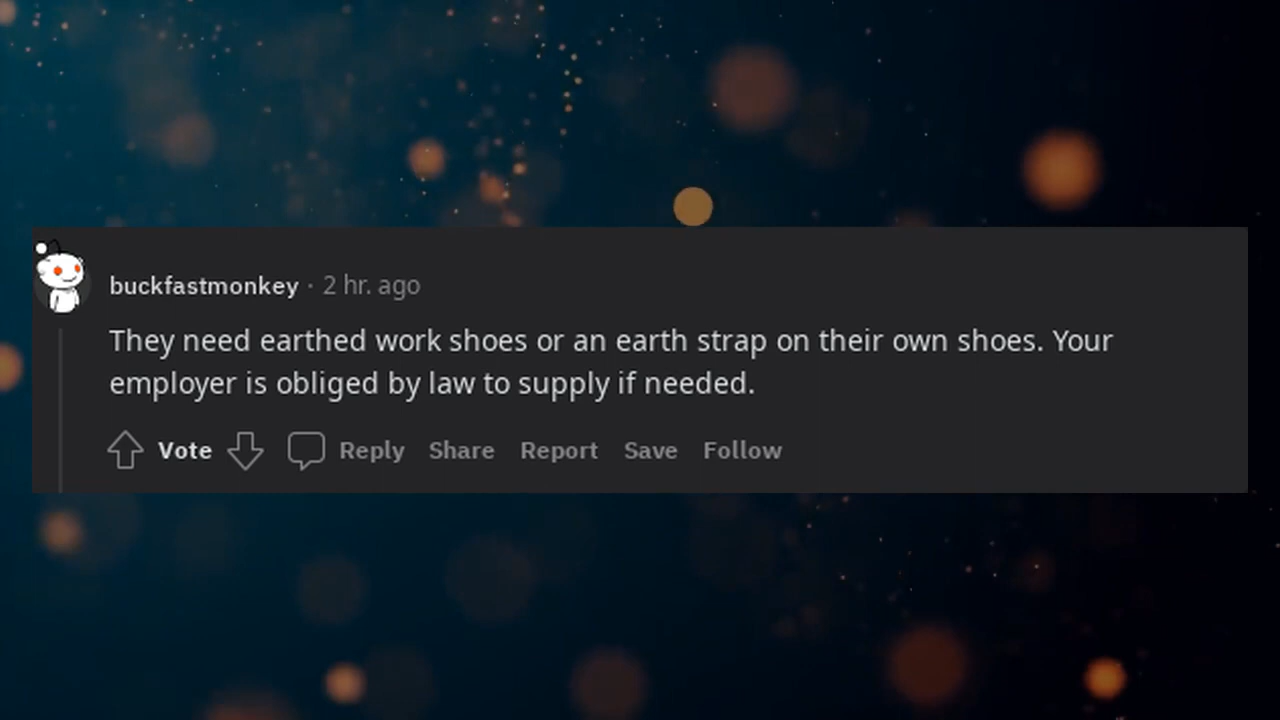 buckfastmonkey · 2 hr. ago
They need earthed work shoes or an earth strap on their own shoes. Your
employer is obliged by law to supply if needed.
Vote Reply Share Report Save Follow